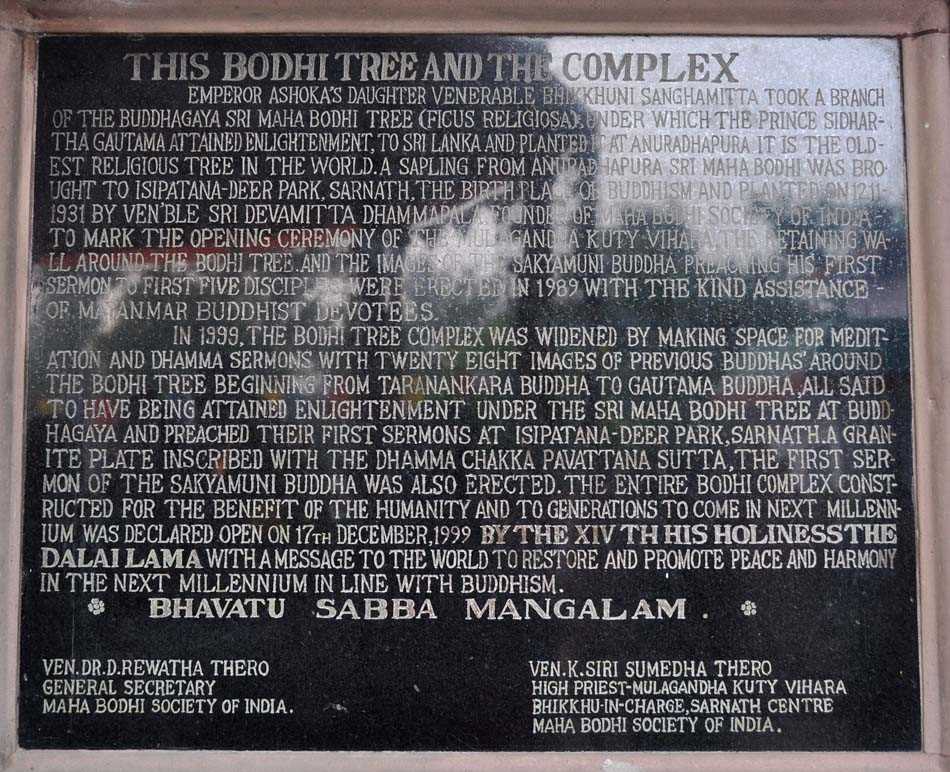 THIS BODHI TREE AND THE COMPLEX
EMPEROR ASHOKA'S DAUGHTER VENERABLE BHIKKHUNI SANGHAMITTA TOOK A BRANCH
OF THE BUDDHAGAYA SRI MAHA BODHI TREE (FICUS RELIGIOSA), UNDER WHICH THE PRINCE SIDHAR-
THA GAUTAMA ATTAINED ENLIGHTENMENT, TO SRI LANKA AND PLANTED IT AT ANURADHAPURA IT IS THE OLD-
EST RELIGIOUS TREE IN THE WORLD. A SAPLING FROM ANURADHAPURA SRI MAHA BODHI WAS BRO-
UGHT TO ISIPATANA-DEER PARK, SARNATH, THE BIRTH PLACE OF BUDDHISM AND PLANTED ON 12.11.
1931 BY VEN'BLE SRI DEVAMITTA DHAMMAPALA FOUNDER OF MAHA BODHI SOCIETY OF INDIA-
TO MARK THE OPENING CEREMONY OF THE MULAGANDHA KUTY VIHARA. THE RETAINING WA-
LL AROUND THE BODHI TREE. AND THE IMAGES OF THE SAKYAMUNI BUDDHA PREACHING HIS FIRST
SERMON TO FIRST FIVE DISCIPLES WERE ERECTED IN 1989 WITH THE KIND ASSISTANCE -
OF MAYANMAR BUDDHIST DEVOTEES.
IN 1999, THE BODHI TREE COMPLEX WAS WIDENED BY MAKING SPACE FOR MEDIT-
ATION AND DHAMMA SERMONS WITH TWENTY EIGHT IMAGES OF PREVIOUS BUDDHAS' AROUND
THE BODHI TREE BEGINNING FROM TARANANKARA BUDDHA TO GAUTAMA BUDDHA, ALL SAID
TO HAVE BEING ATTAINED ENLIGHTENMENT UNDER THE SRI MAHA BODHI TREE AT BUDD-
HAGAYA AND PREACHED THEIR FIRST SERMONS AT ISIPATANA-DEER PARK, SARNATH. A GRAN-
ITE PLATE INSCRIBED WITH THE DHAMMA CHAKKA PAVATTANA SUTTA, THE FIRST SER-
MON OF THE SAKYAMUNI BUDDHA WAS ALSO ERECTED. THE ENTIRE BODHI COMPLEX CONST-
RUCTED FOR THE BENEFIT OF THE HUMANITY AND TO GENERATIONS TO COME IN NEXT MILLENN-
IUM WAS DECLARED OPEN ON 17TH DECEMBER, 1999 BY THE XIV TH HIS HOLINESS THE
DALAI LAMA WITH A MESSAGE TO THE WORLD TO RESTORE AND PROMOTE PEACE AND HARMONY
IN THE NEXT MILLENNIUM IN LINE WITH BUDDHISM.
BHAVATU SABBA MANGALAM .
VEN. DR. D. REWATHA THERO
GENERAL SECRETARY
MAHA BODHI SOCIETY OF INDIA.
VEN. K. SIRI SUMEDHA THERO
HIGH PRIEST-MULAGANDHA KUTY VIHARA
BHIKKHU-IN-CHARGE, SARNATH CENTRE
MAHA BODHI SOCIETY OF INDIA.